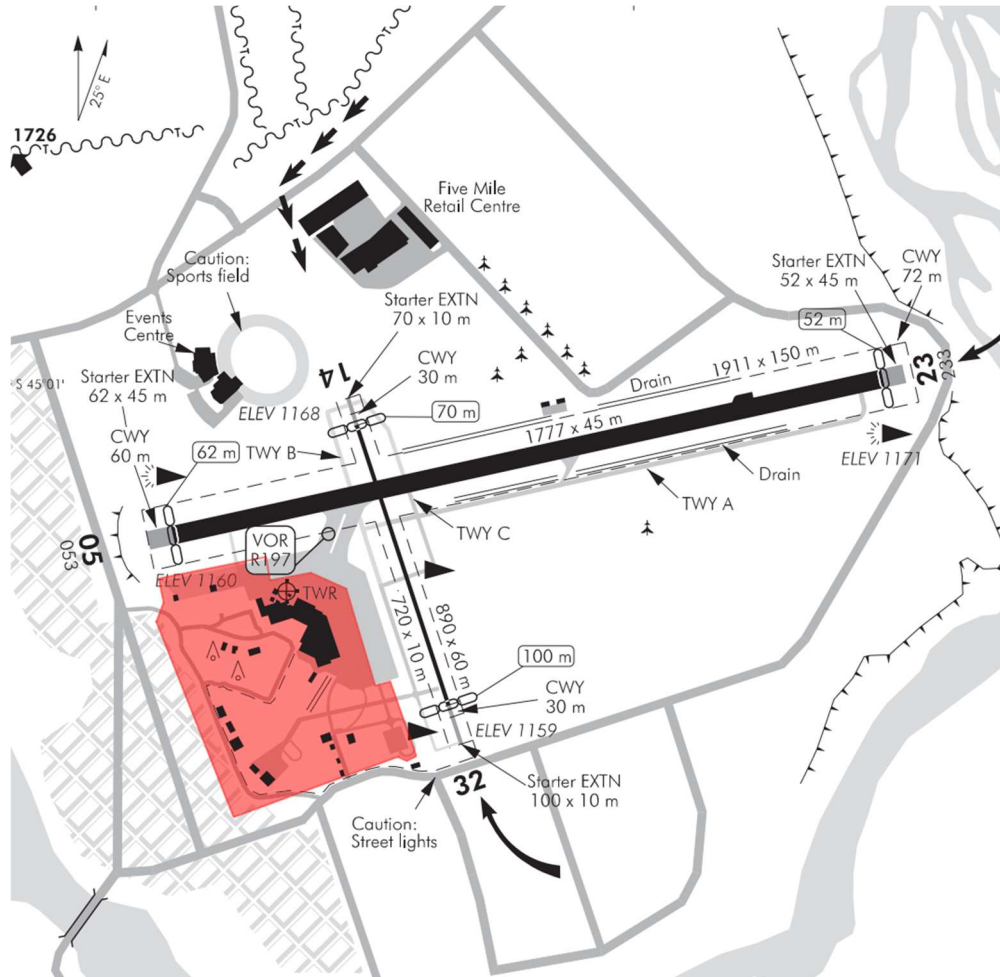 25° E
1726
Five Mile
Retail Centre
Caution:
Sports field
Starter EXTN
52 x 45 m
CWY
72 m
Starter EXTN
70 x 10 m
52 m
Events
Centre
CWY
30 m
14
23
233
1911 x 150 m
Drain
S 45°01'
Starter EXTN
62 x 45 m
ELEV 1168
70 m
1777 x 45 m
CWY
60 m
62 m
TWY B
ELEV 1171
Drain
TWY A
TWY C
VOR
R197
05
053
ELEV 1160
TWR
720 x 10 m
890 x 60 m
100 m
CWY
30 m
ELEV 1159
32
Starter EXTN
100 x 10 m
Caution:
Street lights